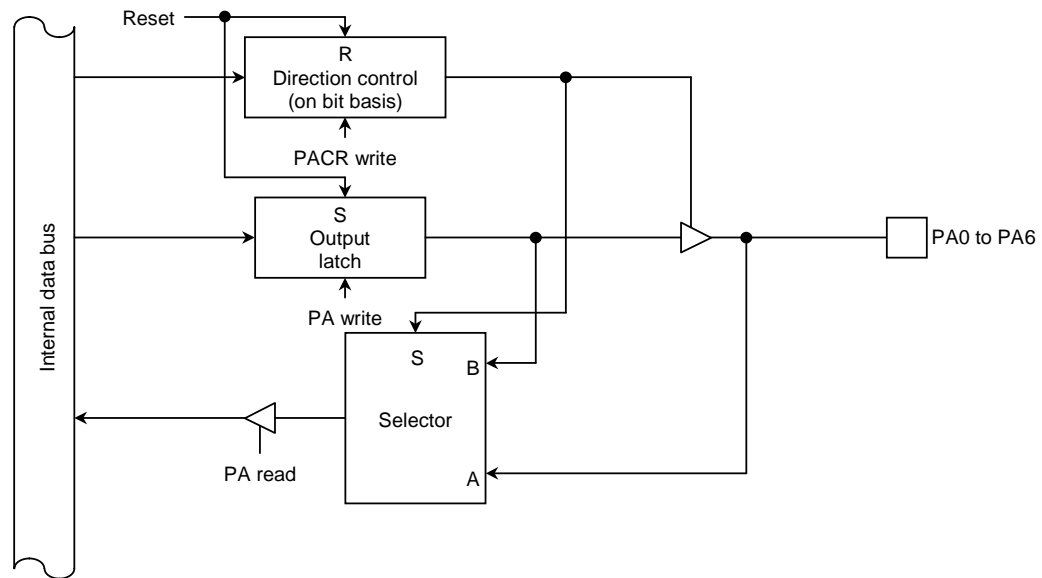 Reset
R
Direction control
(on bit basis)
PACR write
S
Output
latch
PA0 to PA6
PA write
Internal data bus
S
B
Selector
A
PA read